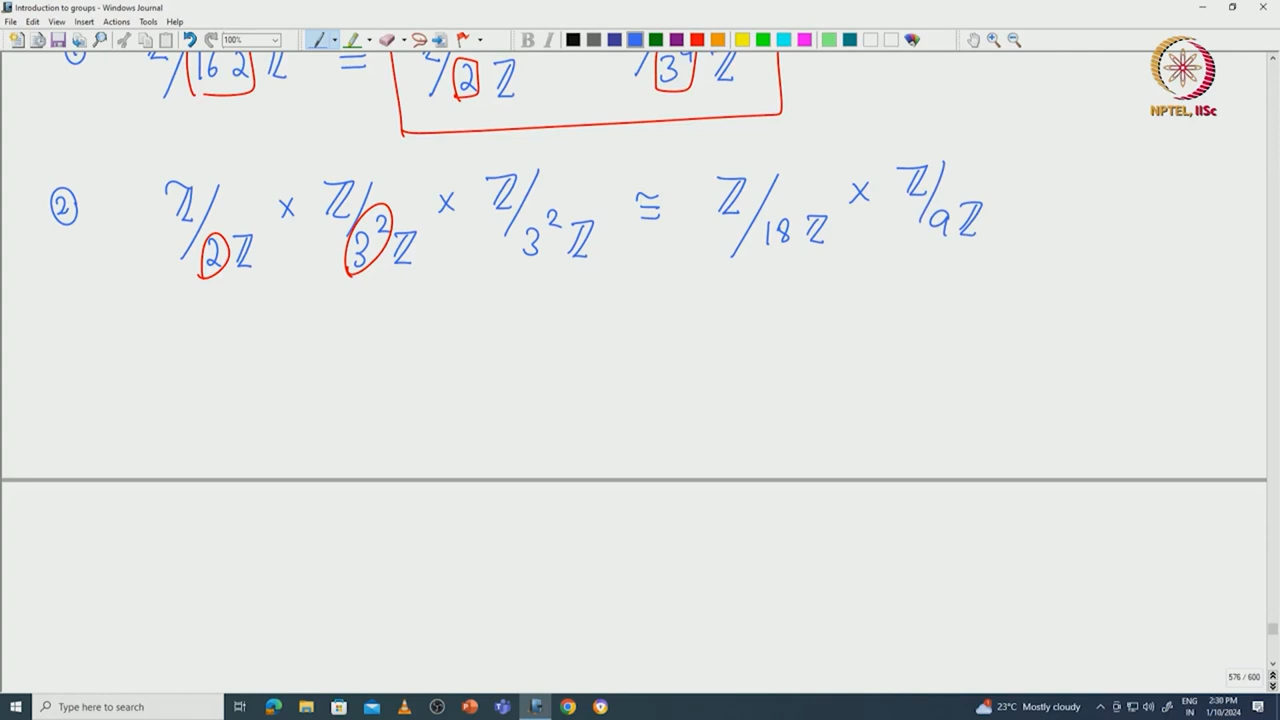 Introduction to groups - Windows Journal
File Edit View Insert Actions Tools Help
100% B I
162 ℤ = ℤ/2ℤ ℤ/3⁴ℤ
NPTEL, IISc
② ℤ/2ℤ × ℤ/3²ℤ × ℤ/3²ℤ ≅ ℤ/18ℤ × ℤ/9ℤ
576 / 600
Type here to search
23°C Mostly cloudy
ENG
IN
2:30 PM
1/10/2024